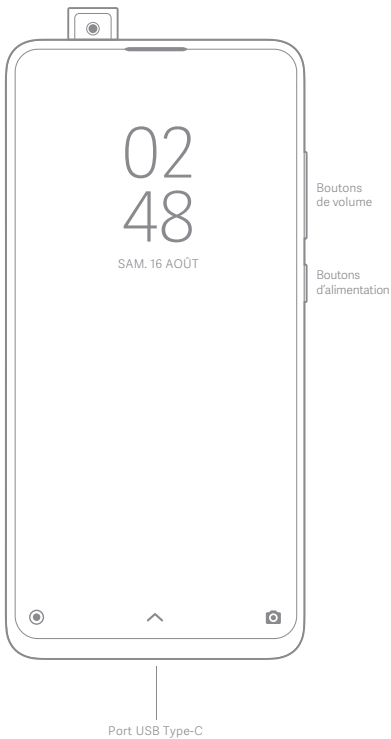 02
48
SAM. 16 AOÛT
Boutons
de volume
Boutons
d'alimentation
Port USB Type-C